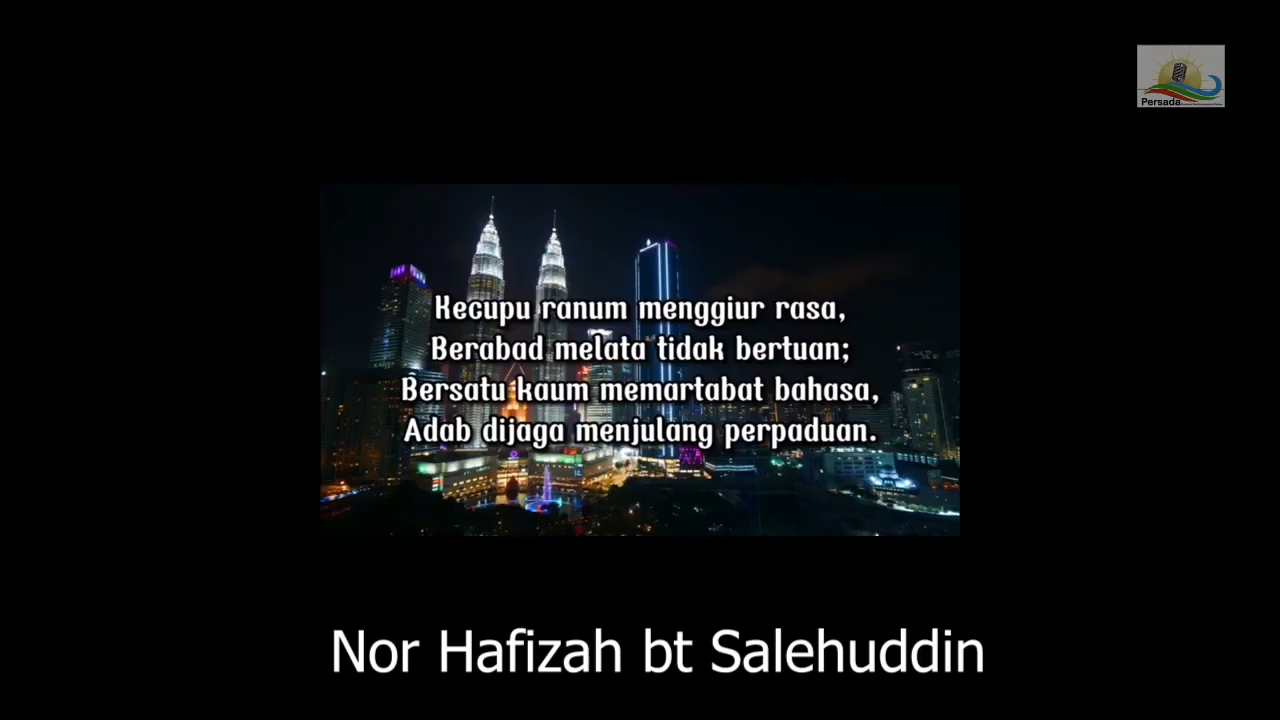 Persada
Kecupu ranum menggiur rasa,
Berabad melata tidak bertuan;
Bersatu kaum memartabat bahasa,
Adab dijaga menjulang perpaduan.
Nor Hafizah bt Salehuddin